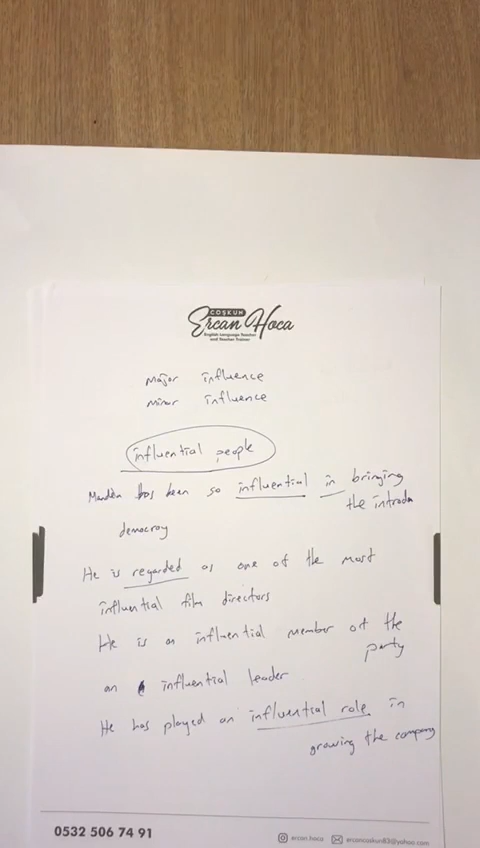 COŞKUN
Ercan Hoca
English Language Teacher
and Teacher Trainer
major influence
minor influence
influential people
has been so influential in bringing
the
democracy
He is regarded as one of the most
influential film directors
He is an influential member of the
party
an influential leader
He has played an influential role in
growing the company
0532 506 74 91
ercan.hoca
ercancoskun83@yahoo.com